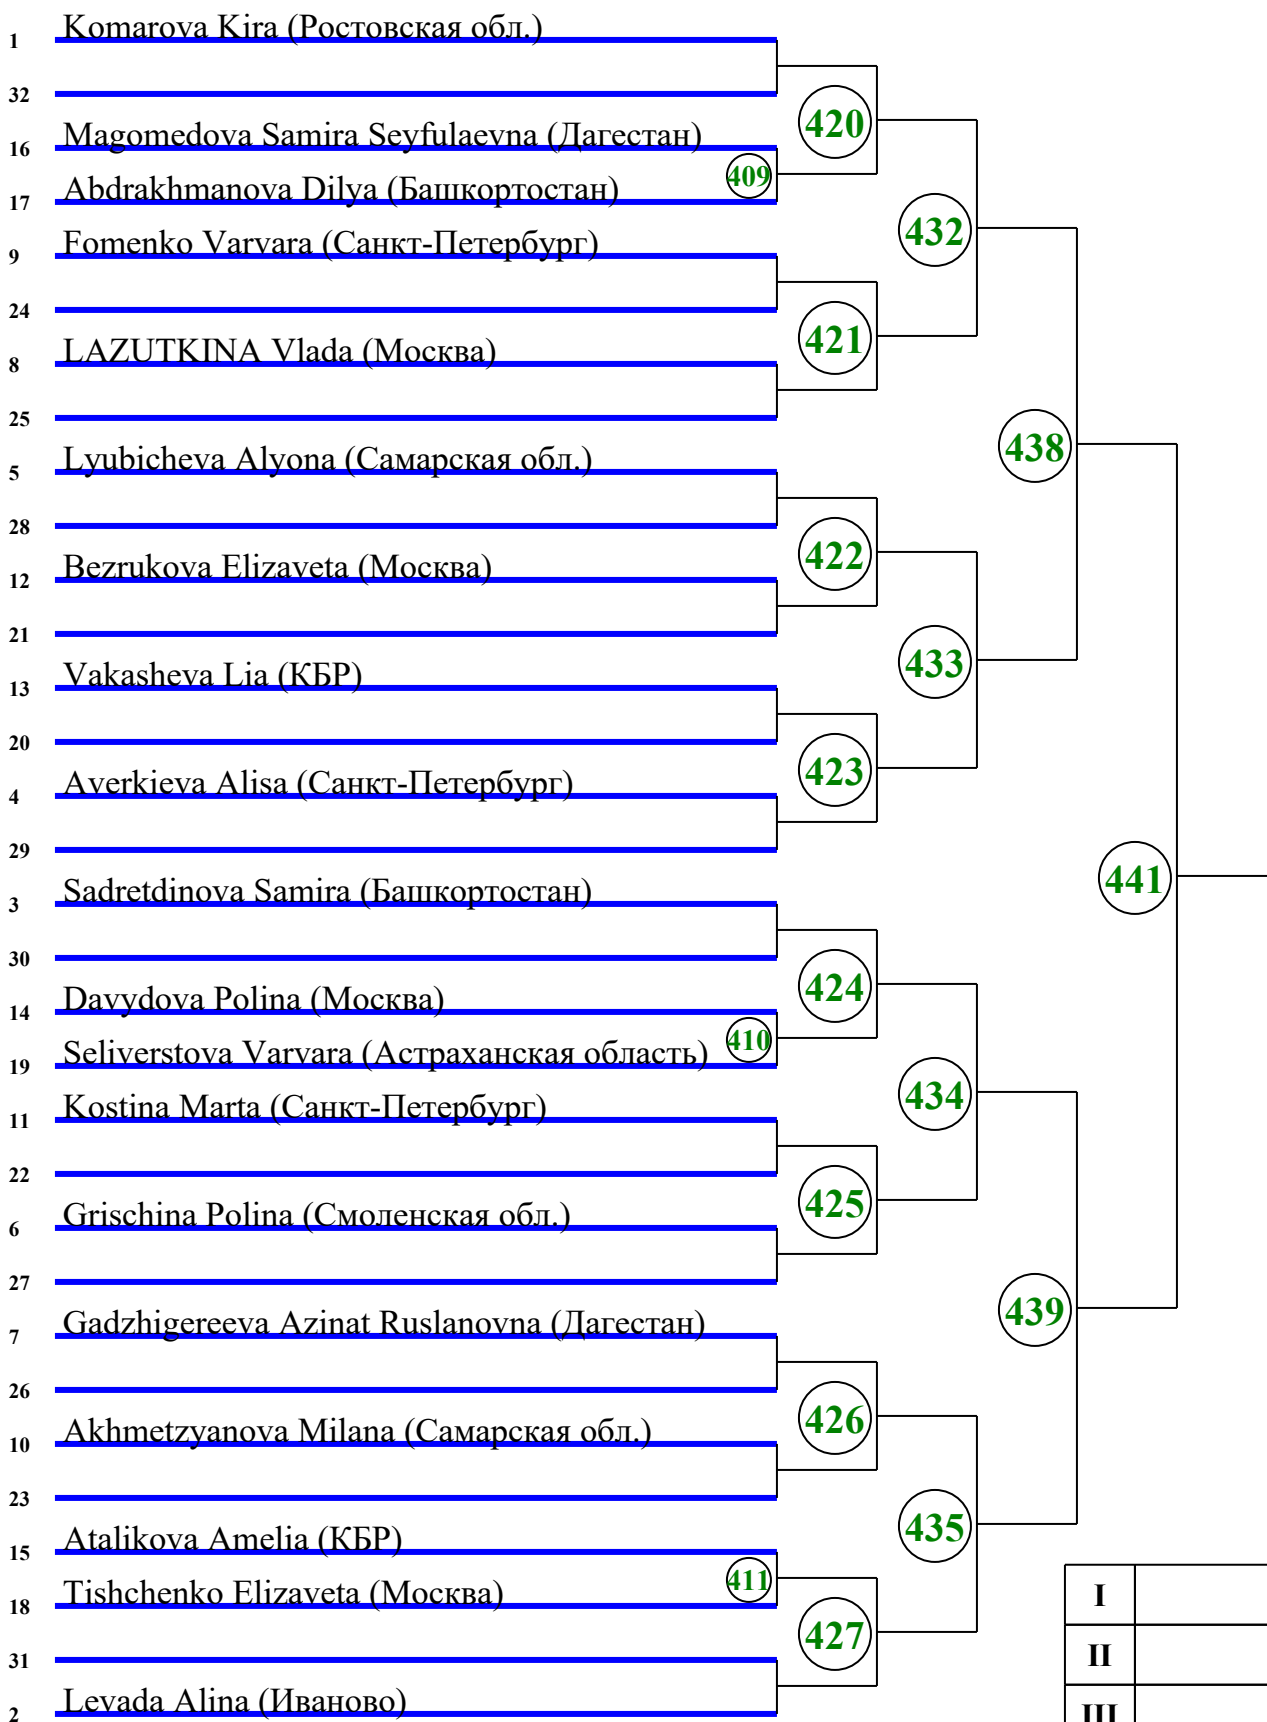 1 Komarova Kira (Ростовская обл.)
32
420
16 Magomedova Samira Seyfulaevna (Дагестан)
409
17 Abdrakhmanova Dilya (Башкортостан)
432
9 Fomenko Varvara (Санкт-Петербург)
24
421
8 LAZUTKINA Vlada (Москва)
25
438
5 Lyubicheva Alyona (Самарская обл.)
28
422
12 Bezrukova Elizaveta (Москва)
21
433
13 Vakasheva Lia (КБР)
20
423
4 Averkieva Alisa (Санкт-Петербург)
29
441
3 Sadretdinova Samira (Башкортостан)
30
424
14 Davydova Polina (Москва)
410
19 Seliverstova Varvara (Астраханская область)
434
11 Kostina Marta (Санкт-Петербург)
22
425
6 Grischina Polina (Смоленская обл.)
27
439
7 Gadzhigereeva Azinat Ruslanovna (Дагестан)
26
426
10 Akhmetzyanova Milana (Самарская обл.)
23
435
15 Atalikova Amelia (КБР)
411
18 Tishchenko Elizaveta (Москва)
427
31
2 Levada Alina (Иваново)
I
II
III